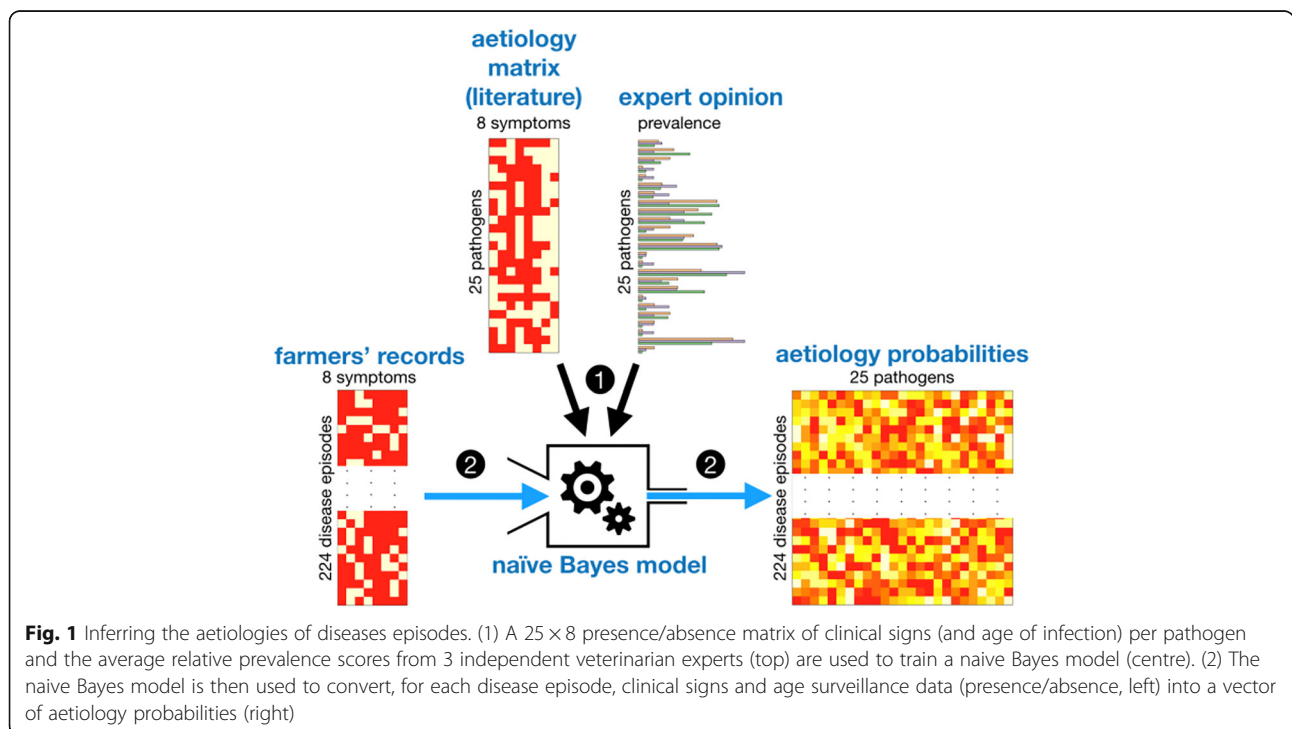 aetiology
matrix
(literature)
8 symptoms
25 pathogens
expert opinion
prevalence
25 pathogens
farmers' records
8 symptoms
224 disease episodes
1
2
naïve Bayes model
2
aetiology probabilities
25 pathogens
224 disease episodes
Fig. 1 Inferring the aetiologies of diseases episodes. (1) A 25 × 8 presence/absence matrix of clinical signs (and age of infection) per pathogen
and the average relative prevalence scores from 3 independent veterinarian experts (top) are used to train a naive Bayes model (centre). (2) The
naive Bayes model is then used to convert, for each disease episode, clinical signs and age surveillance data (presence/absence, left) into a vector
of aetiology probabilities (right)